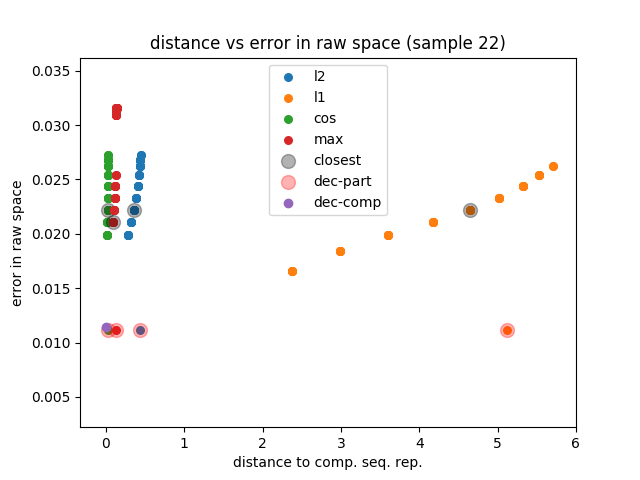 distance vs error in raw space (sample 22)
0.035
0.030
0.025
0.020
0.015
0.010
0.005
error in raw space
l2
l1
cos
max
closest
dec-part
dec-comp
0 1 2 3 4 5 6
distance to comp. seq. rep.